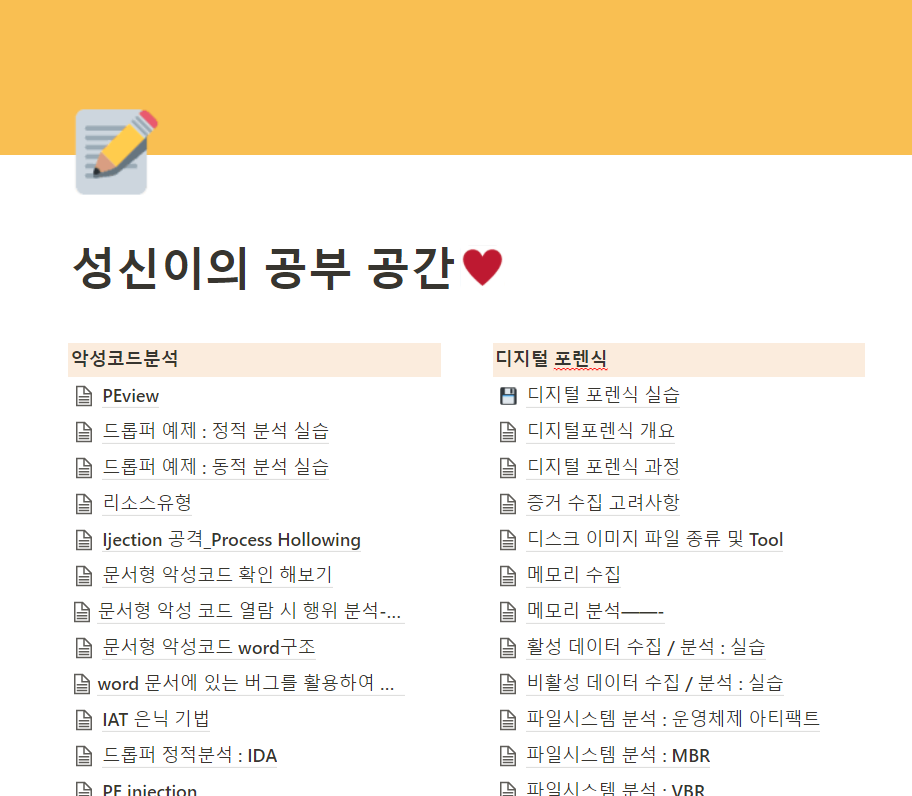 성신이의 공부 공간
악성코드분석
PEview
드롭퍼 예제 : 정적 분석 실습
드롭퍼 예제 : 동적 분석 실습
리소스유형
Ijection 공격_Process Hollowing
문서형 악성코드 확인 해보기
문서형 악성 코드 열람 시 행위 분석-...
문서형 악성코드 word구조
word 문서에 있는 버그를 활용하여 ...
IAT 은닉 기법
드롭퍼 정적분석 : IDA
PE injection
디지털 포렌식
디지털 포렌식 실습
디지털포렌식 개요
디지털 포렌식 과정
증거 수집 고려사항
디스크 이미지 파일 종류 및 Tool
메모리 수집
메모리 분석——-
활성 데이터 수집 / 분석 : 실습
비활성 데이터 수집 / 분석 : 실습
파일시스템 분석 : 운영체제 아티팩트
파일시스템 분석 : MBR
파일시스템 분석 : VBR